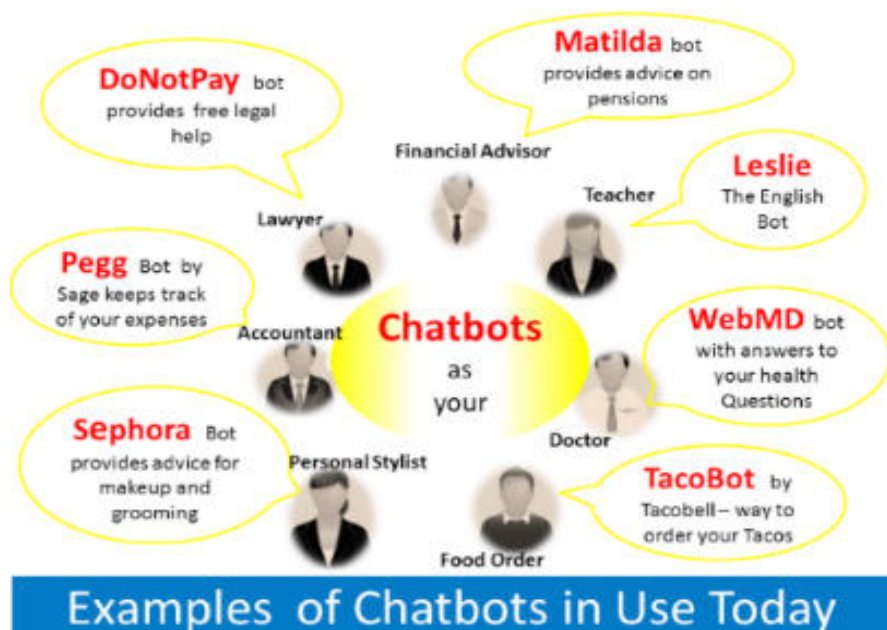 DoNotPay bot
provides free legal
help
Matilda bot
provides advice on
pensions
Financial Advisor
Leslie
The English
Bot
Teacher
Lawyer
Pegg Bot by
Sage keeps track
of your expenses
Accountant
Chatbots
as
your
WebMD bot
with answers to
your health
Questions
Doctor
Sephora Bot
provides advice for
makeup and
grooming
Personal Stylist
TacoBot by
Tacobell – way to
order your Tacos
Food Order
Examples of Chatbots in Use Today